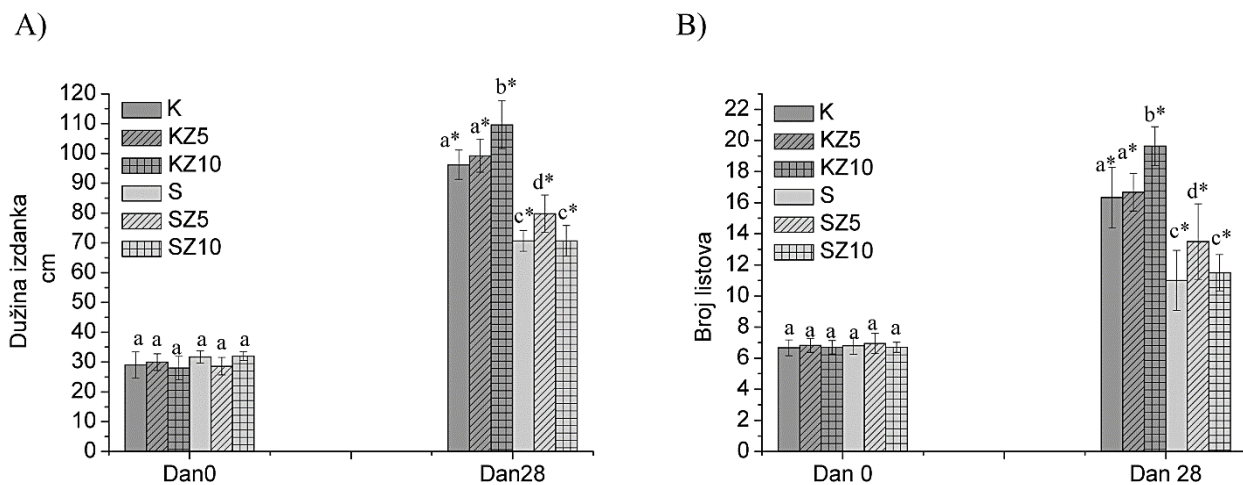 A)
Dužina izdanka
cm
120
110
100
90
80
70
60
50
40
30
20
10
0
K
KZ5
KZ10
S
SZ5
SZ10
a a a a a a
a* a* b* c* d* c*
Dan0 Dan28
B)
Broj listova
22
20
18
16
14
12
10
8
6
4
2
0
K
KZ5
KZ10
S
SZ5
SZ10
a a a a a a
a* a* b* c* d* c*
Dan 0 Dan 28